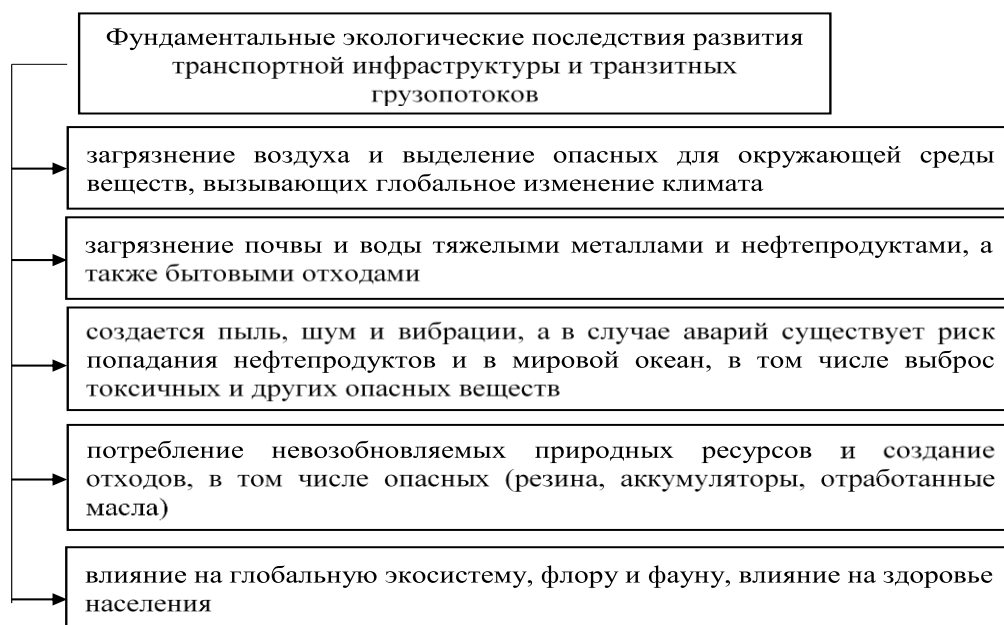 Фундаментальные экологические последствия развития
транспортной инфраструктуры и транзитных
грузопотоков
загрязнение воздуха и выделение опасных для окружающей среды
веществ, вызывающих глобальное изменение климата
загрязнение почвы и воды тяжелыми металлами и нефтепродуктами, а
также бытовыми отходами
создается пыль, шум и вибрации, а в случае аварий существует риск
попадания нефтепродуктов и в мировой океан, в том числе выброс
токсичных и других опасных веществ
потребление невозобновляемых природных ресурсов и создание
отходов, в том числе опасных (резина, аккумуляторы, отработанные
масла)
влияние на глобальную экосистему, флору и фауну, влияние на здоровье
населения